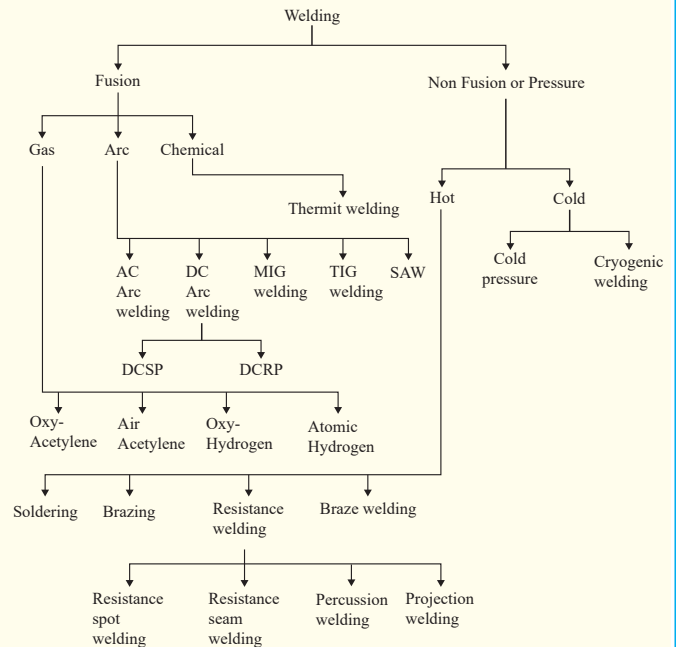 Welding
Fusion
Non Fusion or Pressure
Gas
Arc
Chemical
Thermit welding
Hot
Cold
AC
Arc
welding
DC
Arc
welding
MIG
welding
TIG
welding
SAW
Cold
pressure
Cryogenic
welding
DCSP
DCRP
Oxy-
Acetylene
Air
Acetylene
Oxy-
Hydrogen
Atomic
Hydrogen
Soldering
Brazing
Resistance
welding
Braze welding
Resistance
spot
welding
Resistance
seam
welding
Percussion
welding
Projection
welding